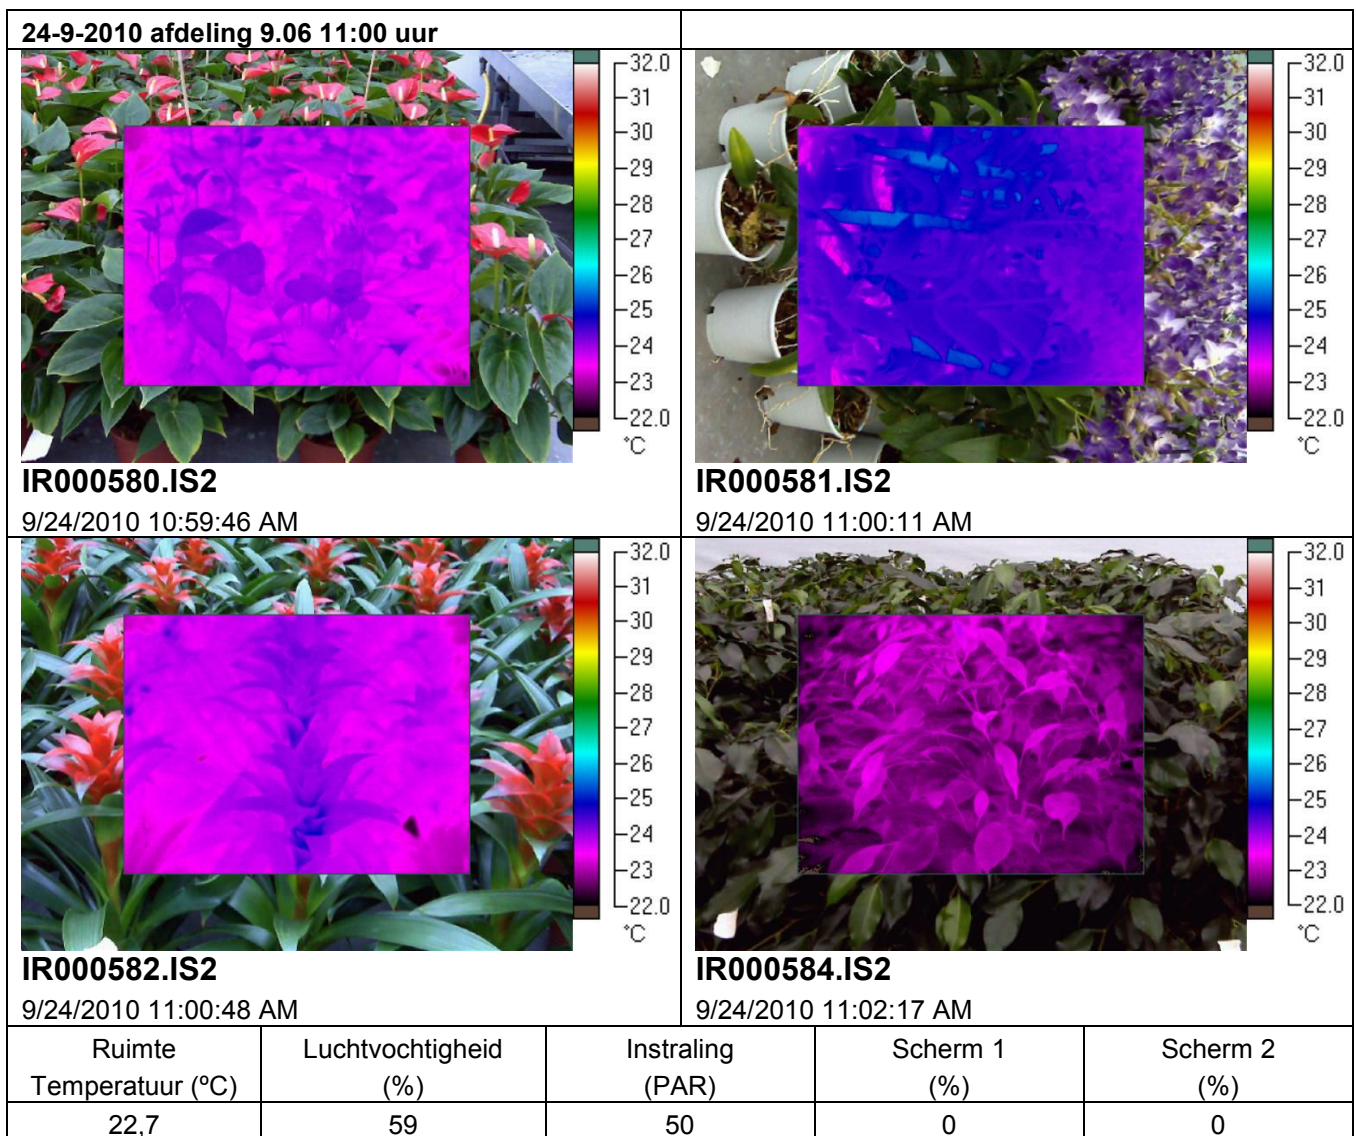 24-9-2010 afdeling 9.06 11:00 uur
32.0
31
30
29
28
27
26
25
24
23
22.0
°C
32.0
31
30
29
28
27
26
25
24
23
22.0
°C
IR000580.IS2
9/24/2010 10:59:46 AM
IR000581.IS2
9/24/2010 11:00:11 AM
32.0
31
30
29
28
27
26
25
24
23
22.0
°C
32.0
31
30
29
28
27
26
25
24
23
22.0
°C
IR000582.IS2
9/24/2010 11:00:48 AM
IR000584.IS2
9/24/2010 11:02:17 AM
Ruimte Temperatuur (ºC)
Luchtvochtigheid (%)
Instraling (PAR)
Scherm 1 (%)
Scherm 2 (%)
22,7 59 50 0 0